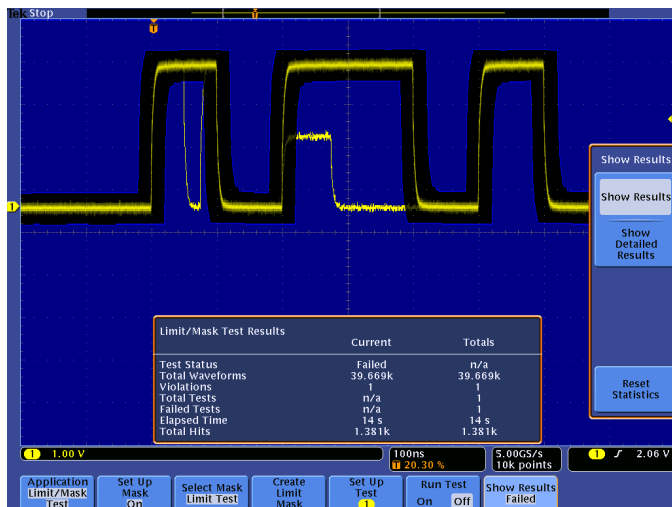 Tek Stop
T
T
1
Show Results
Show Results
Show
Detailed
Results
Reset
Statistics
Limit/Mask Test Results
Current Totals
Test Status Failed n/a
Total Waveforms 39.669k 39.669k
Violations 1 1
Total Tests n/a 1
Failed Tests n/a 1
Elapsed Time 14 s 14 s
Total Hits 1.381k 1.381k
1 1.00 V 100ns 5.00GS/s 1 2.06 V
T 20.30 % 10k points
Application Set Up Select Mask Create Set Up Run Test Show Results
Limit/Mask Mask Limit Test Limit Test On Off Failed
Test On Mask 1